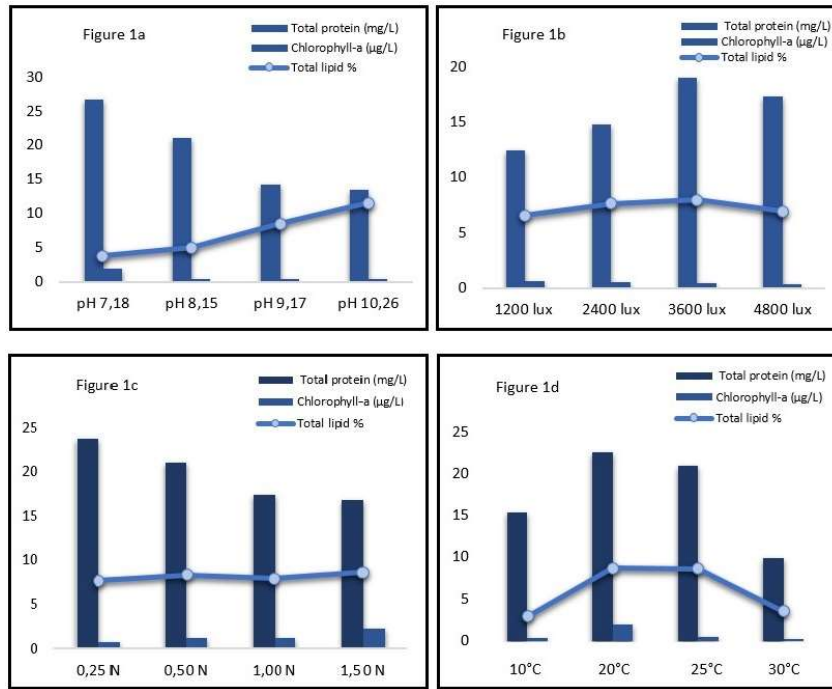 Figure 1a
Total protein (mg/L)
Chlorophyll-a (µg/L)
Total lipid %
30
25
20
15
10
5
0
pH 7,18 pH 8,15 pH 9,17 pH 10,26
Figure 1b
Total protein (mg/L)
Chlorophyll-a (µg/L)
Total lipid %
20
15
10
5
0
1200 lux 2400 lux 3600 lux 4800 lux
Figure 1c
Total protein (mg/L)
Chlorophyll-a (µg/L)
Total lipid %
25
20
15
10
5
0
0,25 N 0,50 N 1,00 N 1,50 N
Figure 1d
Total protein (mg/L)
Chlorophyll-a (µg/L)
Total lipid %
25
20
15
10
5
0
10°C 20°C 25°C 30°C